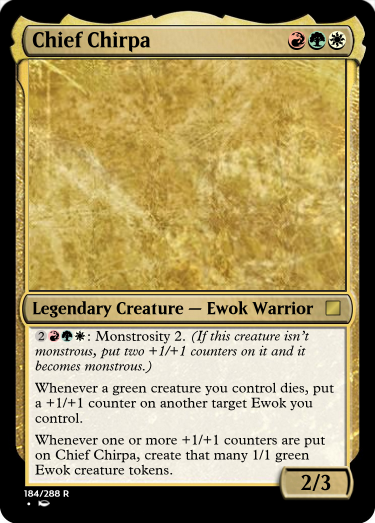 Chief Chirpa
2: Monstrosity 2. (If this creature isn't
monstrous, put two +1/+1 counters on it and it
becomes monstrous.)
Whenever a green creature you control dies, put
a +1/+1 counter on another target Ewok you
control.
Whenever one or more +1/+1 counters are put
on Chief Chirpa, create that many 1/1 green
Ewok creature tokens.
Legendary Creature — Ewok Warrior
2/3
184/288 R